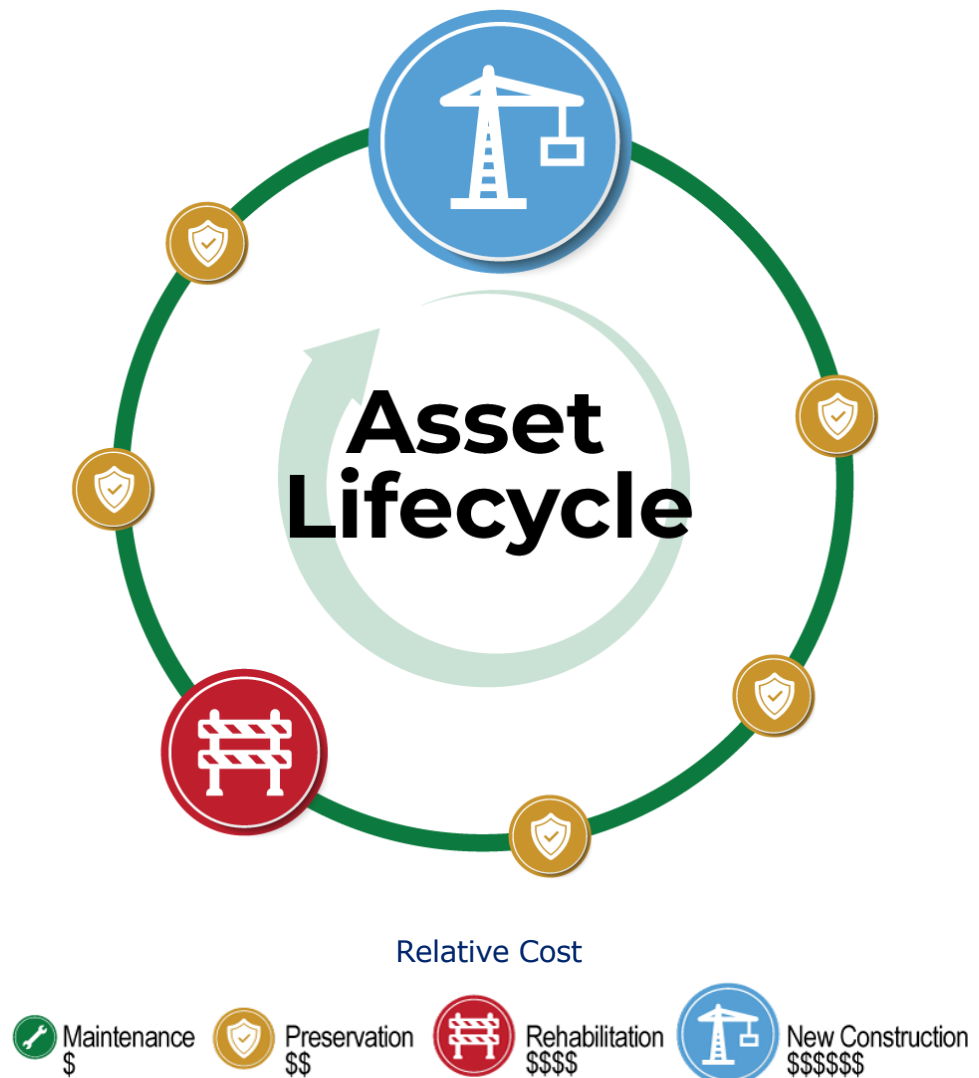 Asset
Lifecycle
Relative Cost
Maintenance
$
Preservation
$$
Rehabilitation
$$$$
New Construction
$$$$$$